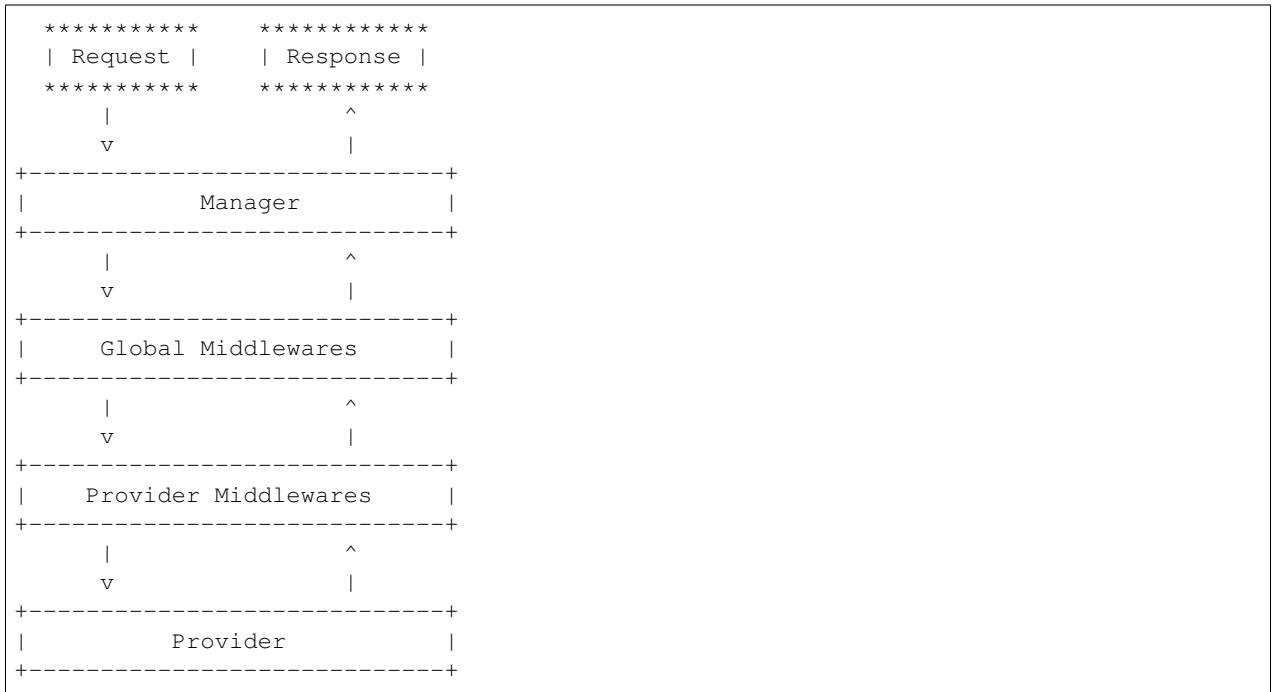 ***********    ************
  | Request |    | Response |
  ***********    ************
      |                ^
      v                |
+-----------------------------+
|            Manager          |
+-----------------------------+
      |                ^
      v                |
+-----------------------------+
|     Global Middlewares      |
+-----------------------------+
      |                ^
      v                |
+-----------------------------+
|    Provider Middlewares     |
+-----------------------------+
      |                ^
      v                |
+-----------------------------+
|          Provider           |
+-----------------------------+